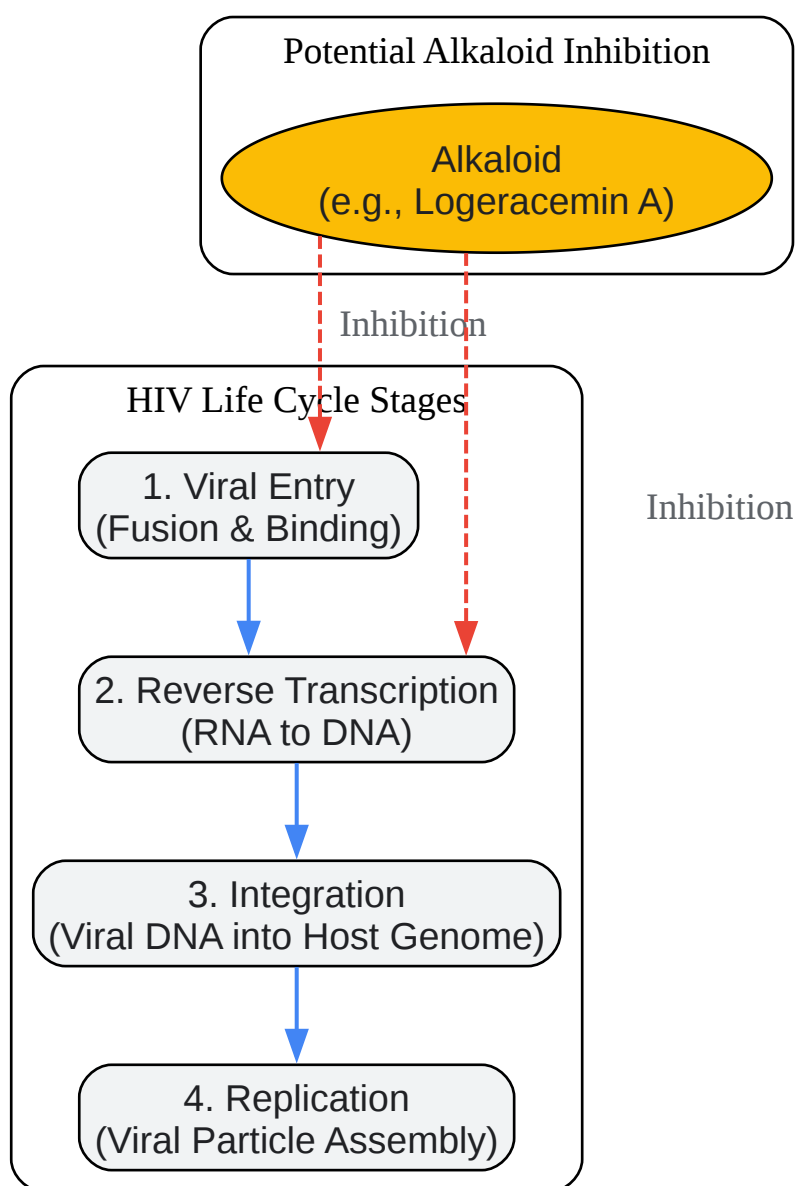 Potential Alkaloid Inhibition
Alkaloid
(e.g., Logeracemin A)
Inhibition
HIV Life Cycle Stages
1. Viral Entry
(Fusion & Binding)
Inhibition
2. Reverse Transcription
(RNA to DNA)
3. Integration
(Viral DNA into Host Genome)
4. Replication
(Viral Particle Assembly)